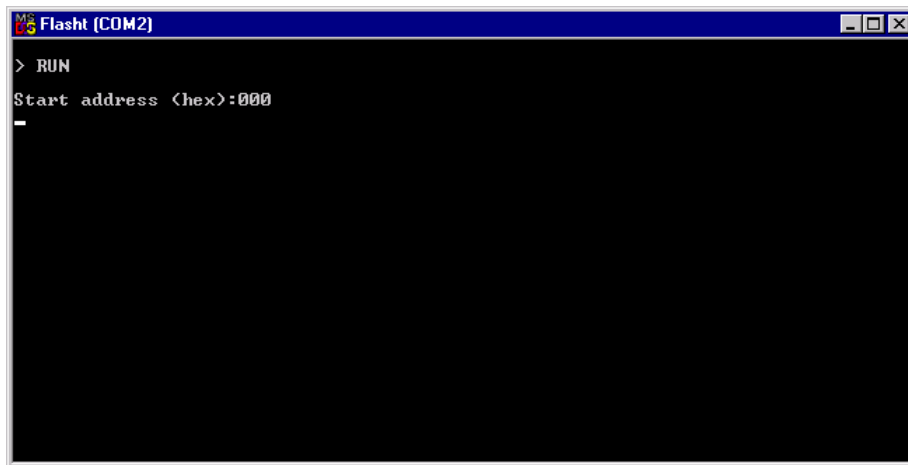 Flasht (COM2)
> RUN
Start address (hex):000